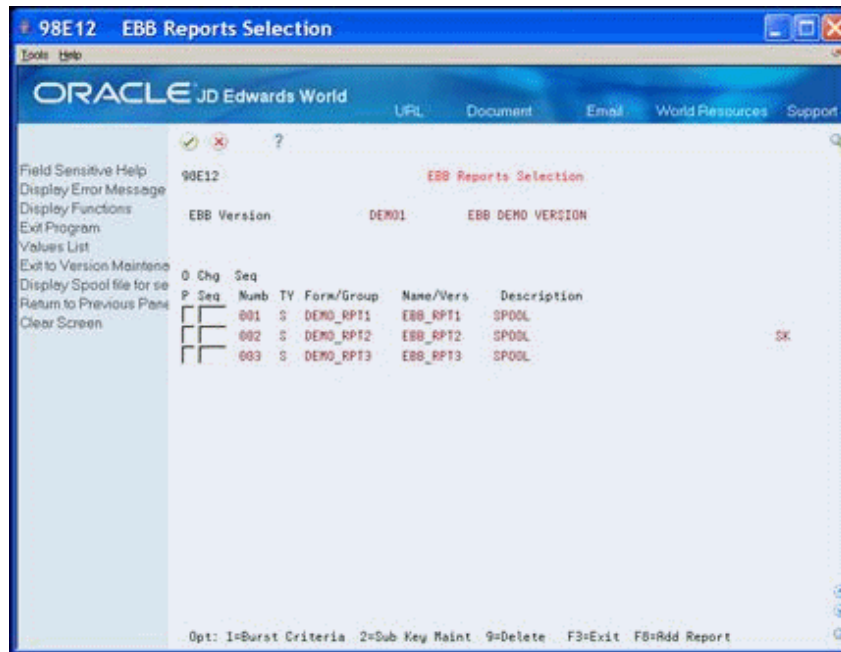 98E12 EBB Reports Selection
Tools Help
ORACLE JD Edwards World
URL Document Email World Resources Support
?
Field Sensitive Help
Display Error Message
Display Functions
Exit Program
Values List
Exit to Version Maintena
Display Spool file for se
Return to Previous Pane
Clear Screen
98E12 EBB Reports Selection
EBB Version DEMO1 EBB DEMO VERSION
O Chg Seq
P Seq Numb TY Form/Group Name/Vers Description
001 S DEMO_RPT1 EBB_RPT1 SPOOL
002 S DEMO_RPT2 EBB_RPT2 SPOOL SK
003 S DEMO_RPT3 EBB_RPT3 SPOOL
Opt: 1=Burst Criteria 2=Sub Key Maint 9=Delete F3=Exit F8=Add Report